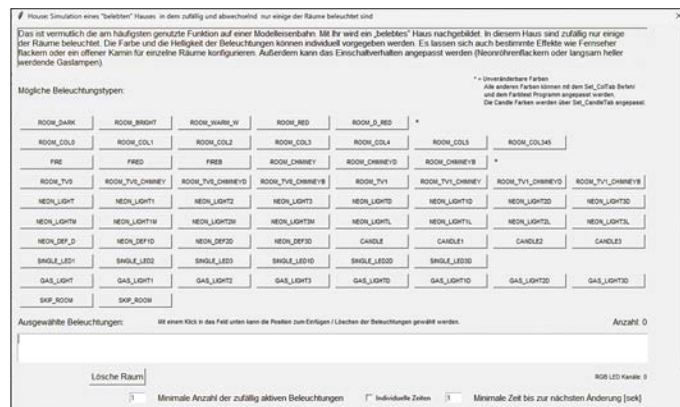 House: Simulation eines "belebten" Hauses in dem zufällig und abwechselnd nur einige der Räume beleuchtet sind
Das ist vermutlich die am häufigsten genutzte Funktion auf einer Modelleisenbahn. Mit Ihr wird ein „belebtes" Haus nachgebildet. In diesem Haus sind zufällig nur einige
der Räume beleuchtet. Die Farbe und die Helligkeit der Beleuchtungen können individuell vorgegeben werden. Es lassen sich auch bestimmte Effekte wie Fernseher
flackern oder ein offener Kamin für einzelne Räume konfigurieren. Außerdem kann das Einschaltverhalten angepasst werden (Neonröhrenflackern oder langsam heller
werdende Gaslampen).
* = Unveränderbare Farben
Alle anderen Farben können mit dem Set_ColTab Befehl
und dem Farbtest Programm angepasst werden.
Die Candle Farben werden über Set_CandleTab angepasst.
Mögliche Beleuchtungstypen:
ROOM_DARK ROOM_BRIGHT ROOM_WARM_W ROOM_RED ROOM_D_RED *
ROOM_COL0 ROOM_COL1 ROOM_COL2 ROOM_COL3 ROOM_COL4 ROOM_COL5 ROOM_COL345
FIRE FIRED FIREB ROOM_CHIMNEY ROOM_CHIMNEYD ROOM_CHIMNEYB *
ROOM_TV0 ROOM_TV0_CHIMNEY ROOM_TV0_CHIMNEYD ROOM_TV0_CHIMNEYB ROOM_TV1 ROOM_TV1_CHIMNEY ROOM_TV1_CHIMNEYD ROOM_TV1_CHIMNEYB
NEON_LIGHT NEON_LIGHT1 NEON_LIGHT2 NEON_LIGHT3 NEON_LIGHTD NEON_LIGHT1D NEON_LIGHT2D NEON_LIGHT3D
NEON_LIGHTM NEON_LIGHT1M NEON_LIGHT2M NEON_LIGHT3M NEON_LIGHTL NEON_LIGHT1L NEON_LIGHT2L NEON_LIGHT3L
NEON_DEF_D NEON_DEF1D NEON_DEF2D NEON_DEF3D CANDLE CANDLE1 CANDLE2 CANDLE3
SINGLE_LED1 SINGLE_LED2 SINGLE_LED3 SINGLE_LED1D SINGLE_LED2D SINGLE_LED3D
GAS_LIGHT GAS_LIGHT1 GAS_LIGHT2 GAS_LIGHT3 GAS_LIGHTD GAS_LIGHT1D GAS_LIGHT2D GAS_LIGHT3D
SKIP_ROOM SKIP_ROOM
Ausgewählte Beleuchtungen: Mit einem Klick in das Feld unten kann die Position zum Einfügen / Löschen der Beleuchtungen gewählt werden. Anzahl: 0
Lösche Raum RGB LED Kanäle: 0
1 Minimale Anzahl der zufällig aktiven Beleuchtungen Individuelle Zeiten 1 Minimale Zeit bis zur nächsten Änderung [sek]